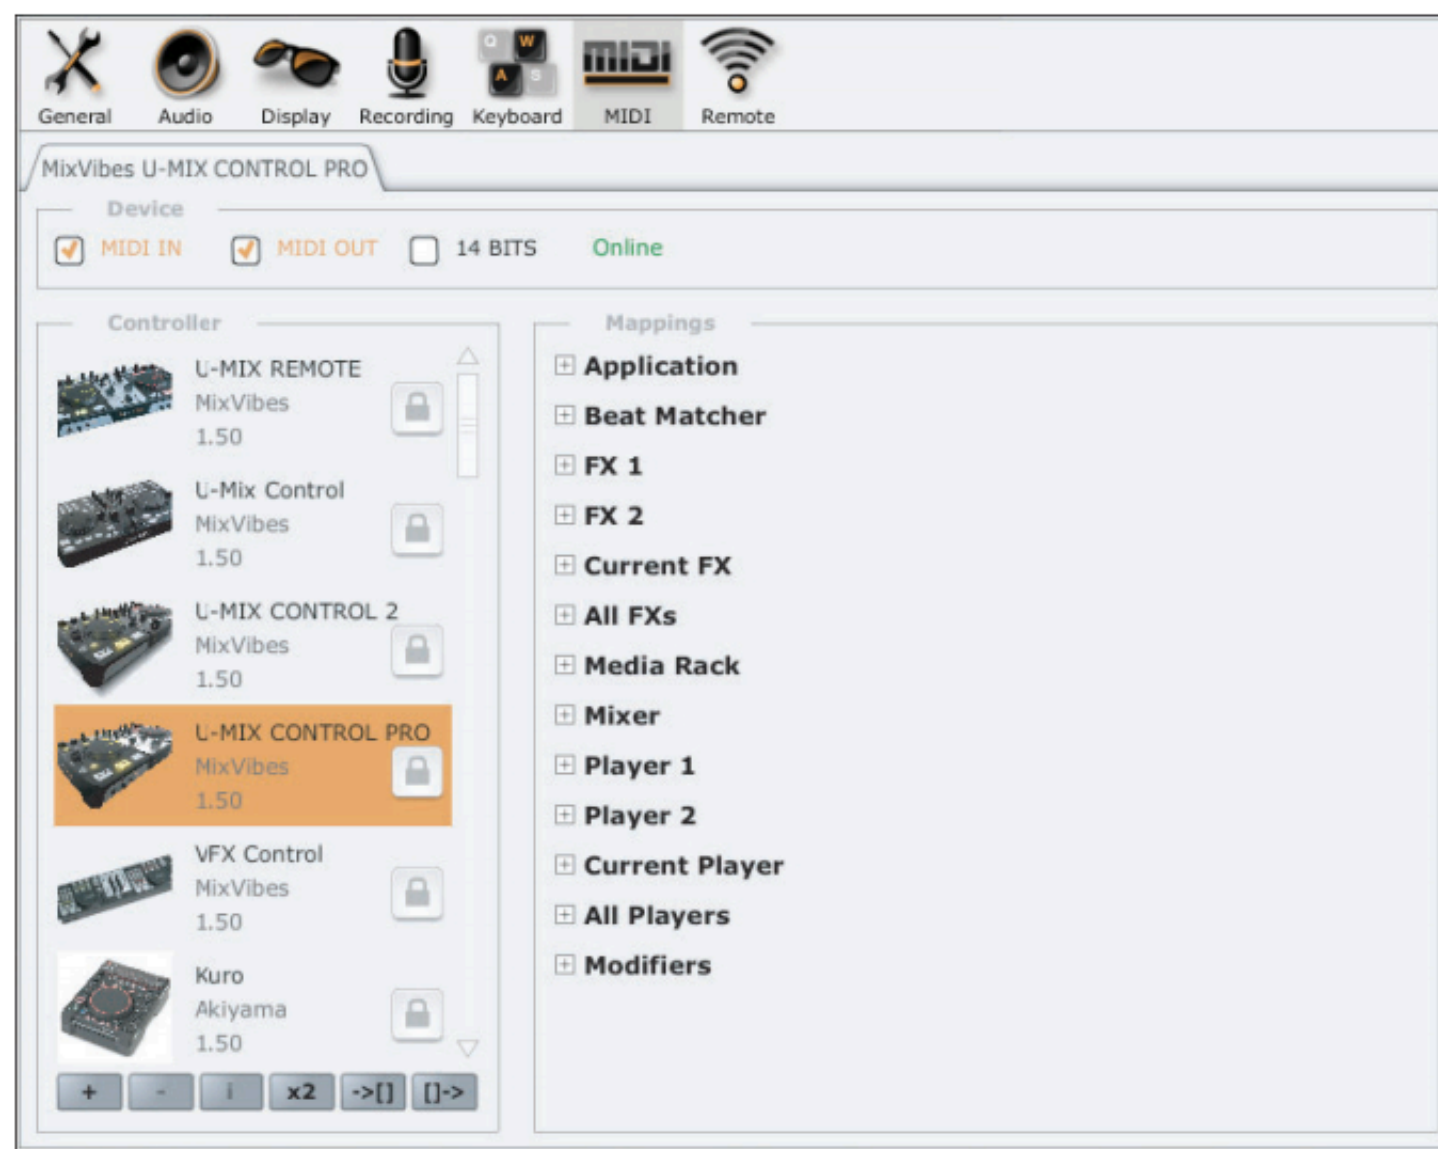 Q W
A S
General Audio Display Recording Keyboard MIDI Remote
MixVibes U-MIX CONTROL PRO
Device
MIDI IN MIDI OUT 14 BITS Online
Controller
U-MIX REMOTE
MixVibes
1.50
U-Mix Control
MixVibes
1.50
U-MIX CONTROL 2
MixVibes
1.50
U-MIX CONTROL PRO
MixVibes
1.50
VFX Control
MixVibes
1.50
Kuro
Akiyama
1.50
+ - i x2 ->[] []->
Mappings
Application
Beat Matcher
FX 1
FX 2
Current FX
All FXs
Media Rack
Mixer
Player 1
Player 2
Current Player
All Players
Modifiers